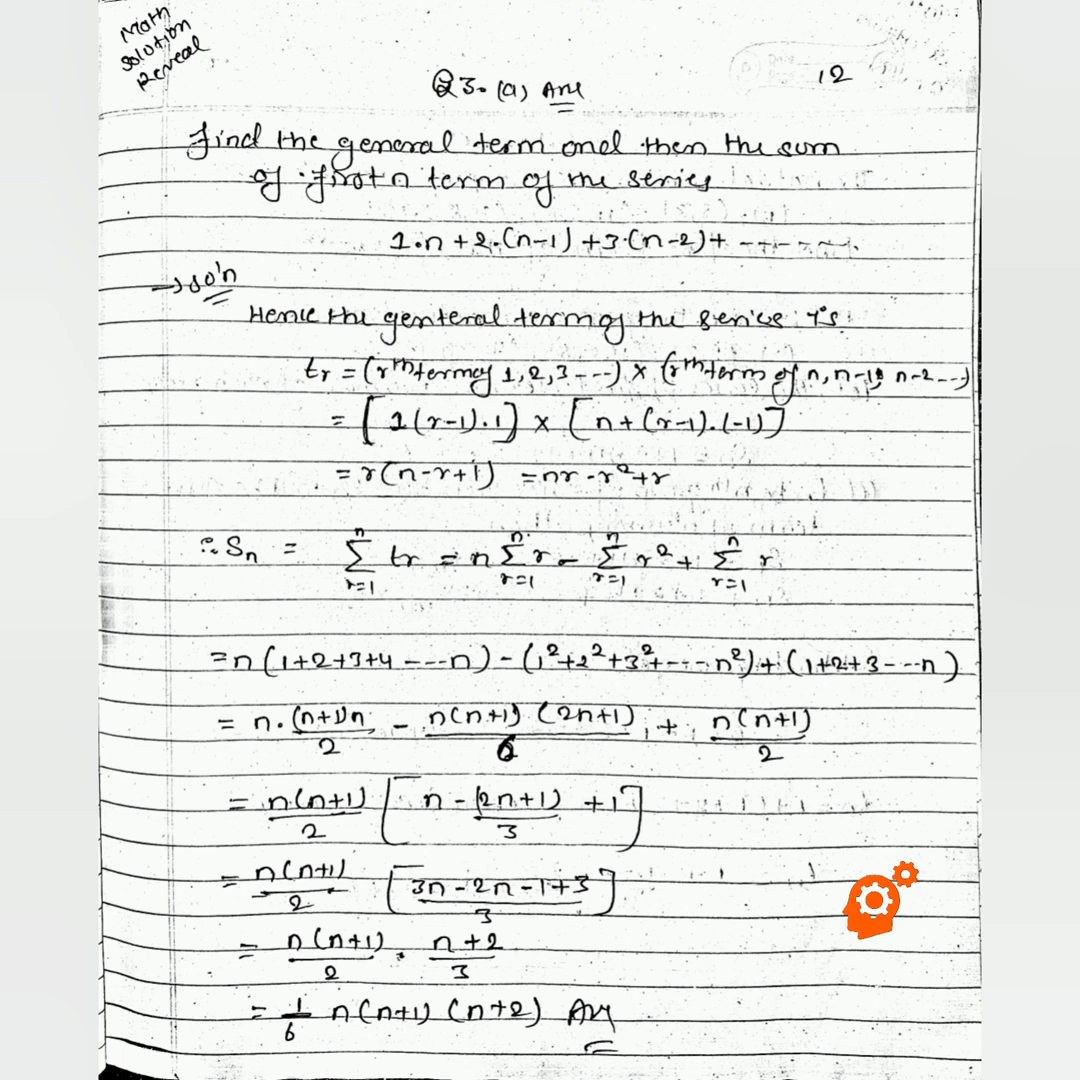 Math
Solution
Reveal
Q3. (a) Ans
12
find the general term and then the sum
of first n term of the series
1.n + 2.(n-1) + 3.(n-2) + ------
→ so'n
Hence the genteral term of the series is
tr = (rth term of 1, 2, 3 ---) × (rth term of n, n-1, n-2 ---)
= [1(r-1).1] × [n + (r-1).(-1)]
= r(n-r+1) = nr - r² + r
∴ Sn = n Σ r=1 tr = n n Σ r=1 r - n Σ r=1 r² + n Σ r=1 r
= n(1+2+3+4 ---- n) - (1²+2²+3²+ ---- n²) + (1+2+3 --- n)
= n. (n+1)n/2 - n(n+1)(2n+1)/6 + n(n+1)/2
= n(n+1)/2 [n - (2n+1)/3 + 1]
= n(n+1)/2 [3n-2n-1+3/3]
= n(n+1)/2 . n+2/3
= 1/6 n(n+1)(n+2) Ans